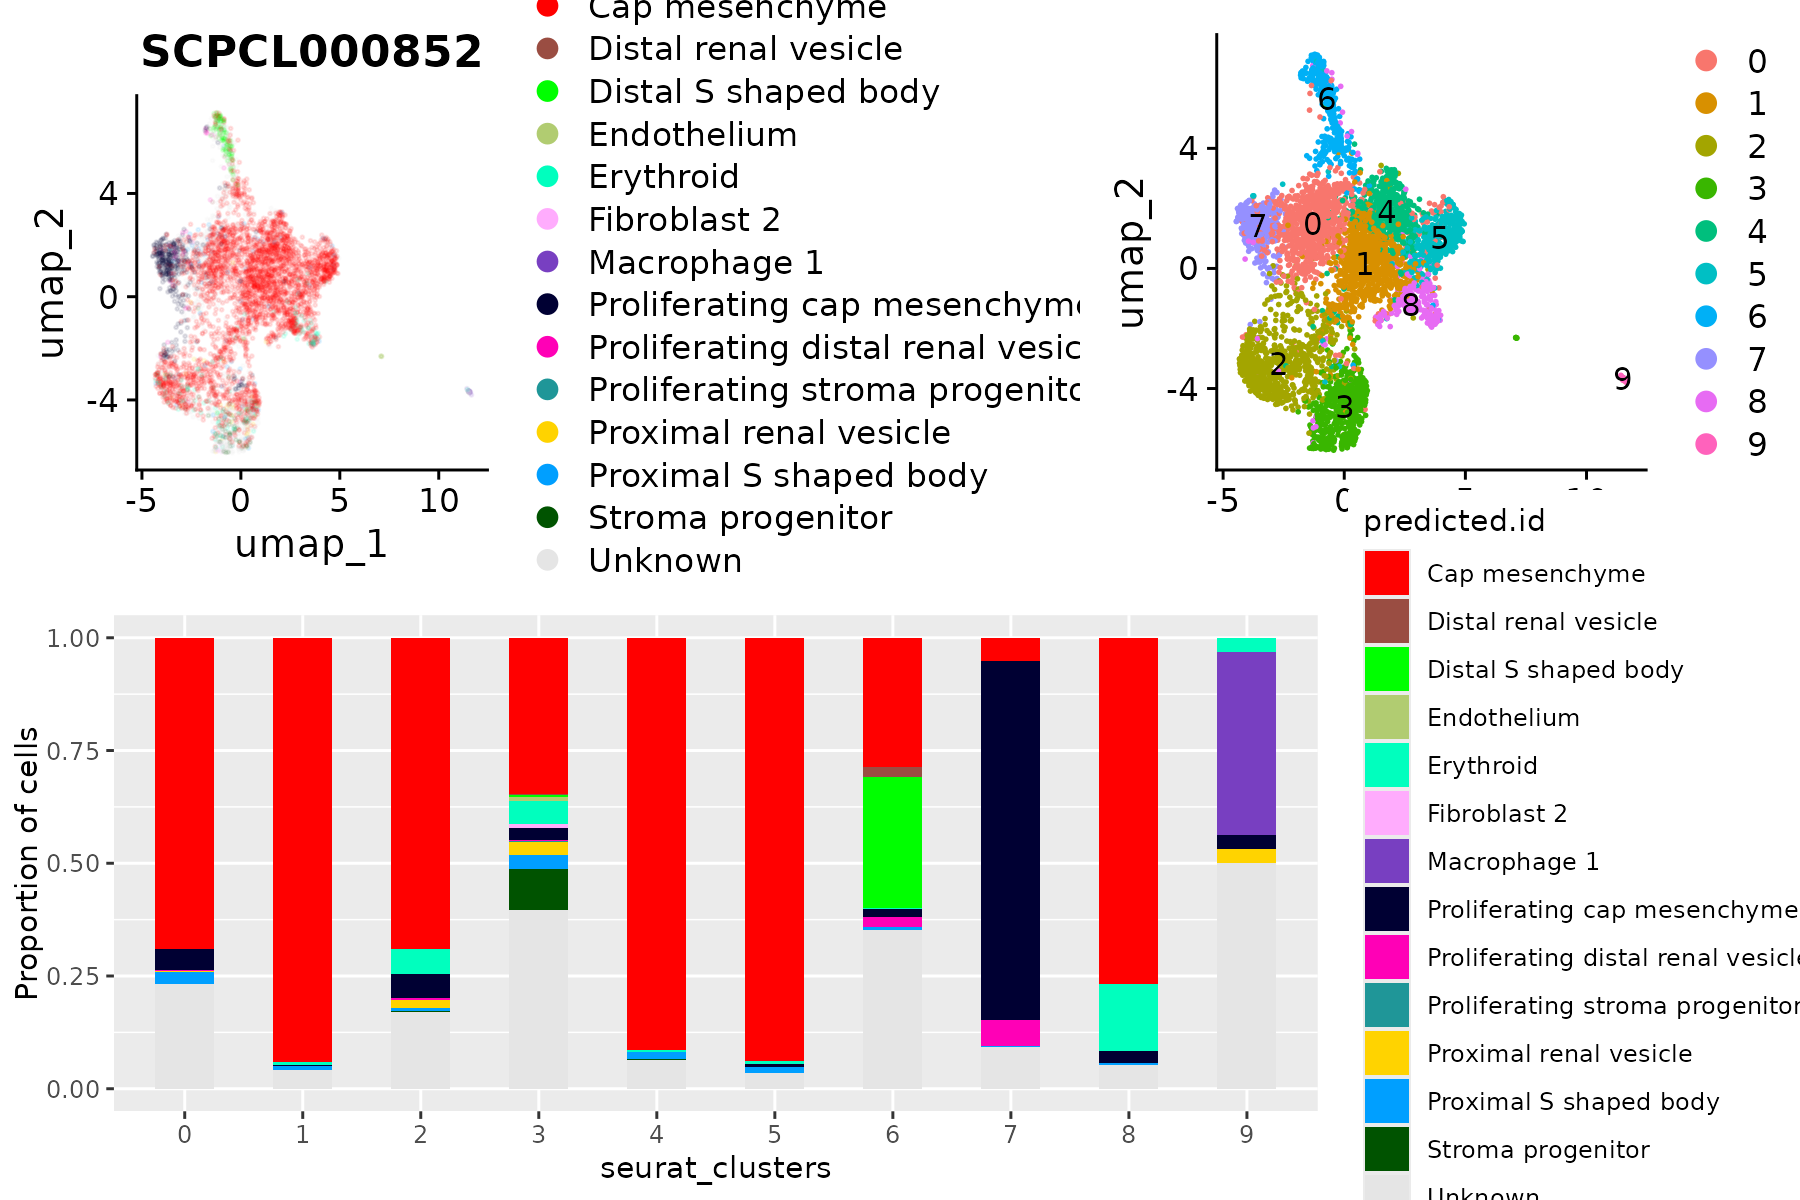 SCPCL000852
umap_2
4
0
-4
-5
0
5
10
umap_1
Cap mesenchyme
Distal renal vesicle
Distal S shaped body
Endothelium
Erythroid
Fibroblast 2
Macrophage 1
Proliferating cap mesenchyme
Proliferating distal renal vesic
Proliferating stroma progenito
Proximal renal vesicle
Proximal S shaped body
Stroma progenitor
Unknown
umap_2
4
0
-4
-5
6
7
0
4
5
1
8
2
3
9
0
1
2
3
4
5
6
7
8
9
Proportion of cells
1.00
0.75
0.50
0.25
0.00
0
1
2
3
4
5
6
7
8
9
seurat_clusters
predicted.id
Cap mesenchyme
Distal renal vesicle
Distal S shaped body
Endothelium
Erythroid
Fibroblast 2
Macrophage 1
Proliferating cap mesenchyme
Proliferating distal renal vesicle
Proliferating stroma progenitor
Proximal renal vesicle
Proximal S shaped body
Stroma progenitor
Unknown